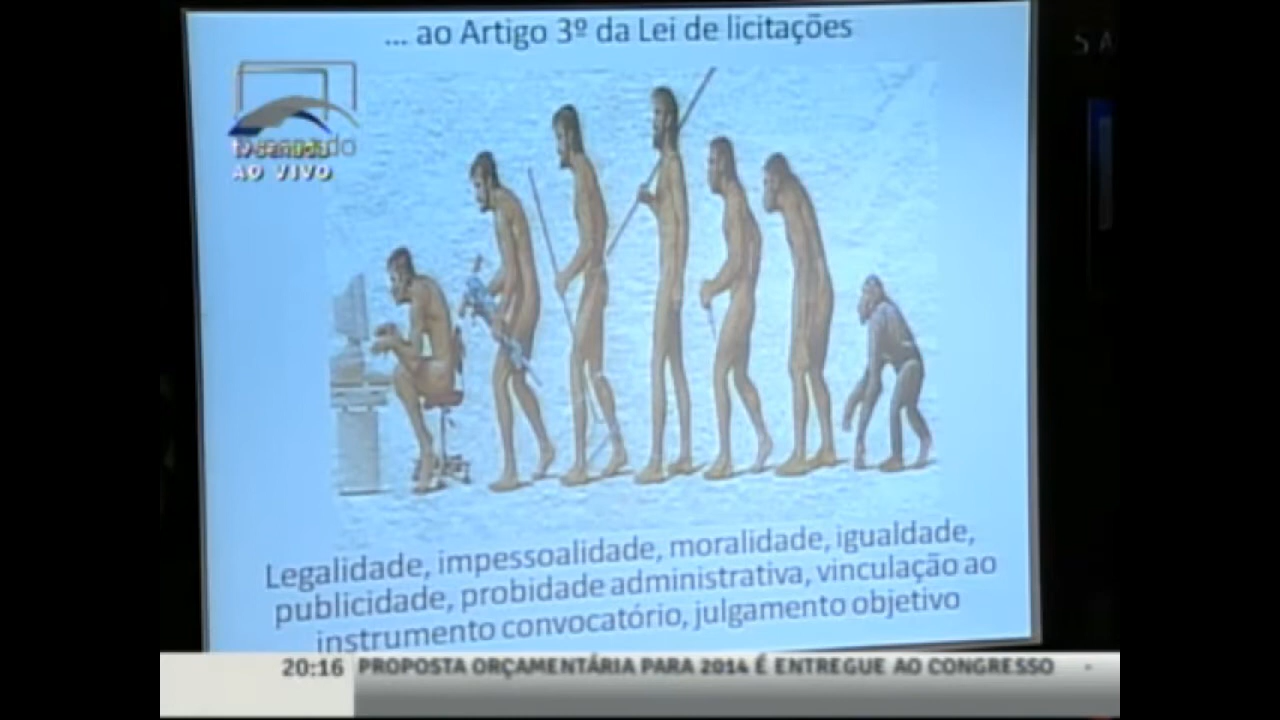 ... ao Artigo 3º da Lei de licitações
AO VIVO
Legalidade, impessoalidade, moralidade, igualdade,
publicidade, probidade administrativa, vinculação ao
instrumento convocatório, julgamento objetivo
20:16 PROPOSTA ORÇAMENTÁRIA PARA 2014 É ENTREGUE AO CONGRESSO